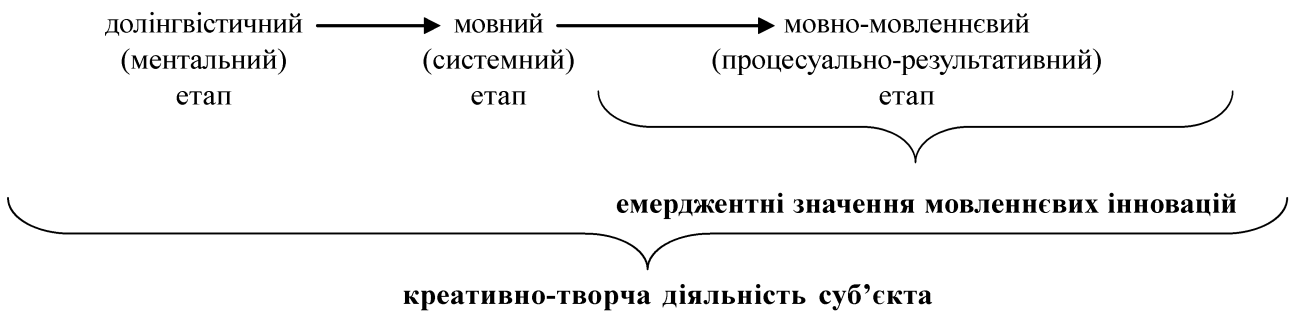 долінгвістичний мовний мовно-мовленнєвий
(ментальний) (системний) (процесуально-результативний)
етап етап етап
емерджентні значення мовленнєвих інновацій
креативно-творча діяльність суб’єкта